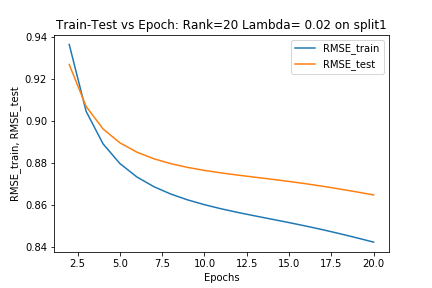 Train-Test vs Epoch: Rank=20 Lambda= 0.02 on split1
RMSE_train
RMSE_test
RMSE_train, RMSE_test
0.94
0.92
0.90
0.88
0.86
0.84
2.5 5.0 7.5 10.0 12.5 15.0 17.5 20.0
Epochs